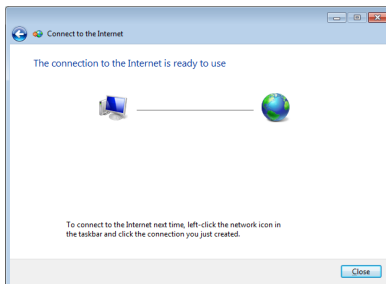 Connect to the Internet
The connection to the Internet is ready to use
To connect to the Internet next time, left-click the network icon in
the taskbar and click the connection you just created.
Close